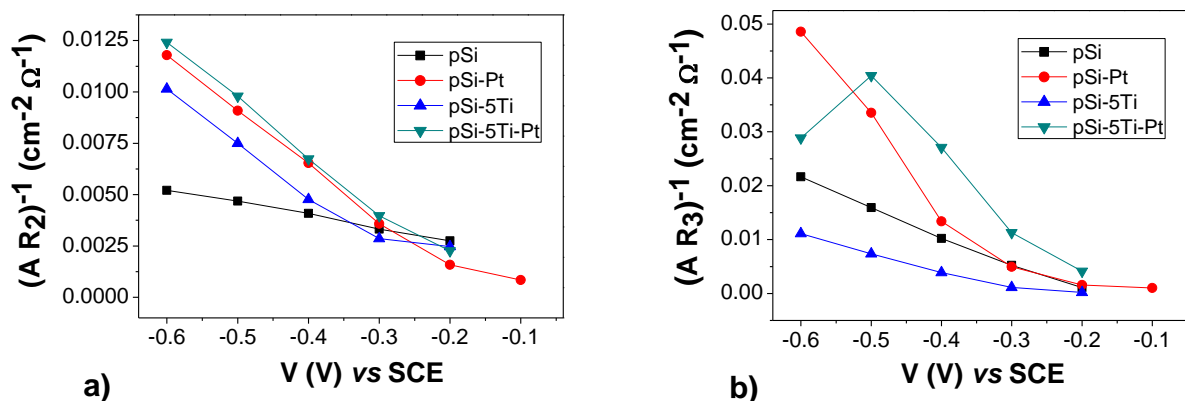 0.0125
0.0100
0.0075
0.0050
0.0025
0.0000
(A R2)-1 (cm-2 Ω-1)
pSi
pSi-Pt
pSi-5Ti
pSi-5Ti-Pt
-0.6 -0.5 -0.4 -0.3 -0.2 -0.1
V (V) vs SCE
a)
0.05
0.04
0.03
0.02
0.01
0.00
(A R3)-1 (cm-2 Ω-1)
pSi
pSi-Pt
pSi-5Ti
pSi-5Ti-Pt
-0.6 -0.5 -0.4 -0.3 -0.2 -0.1
V (V) vs SCE
b)